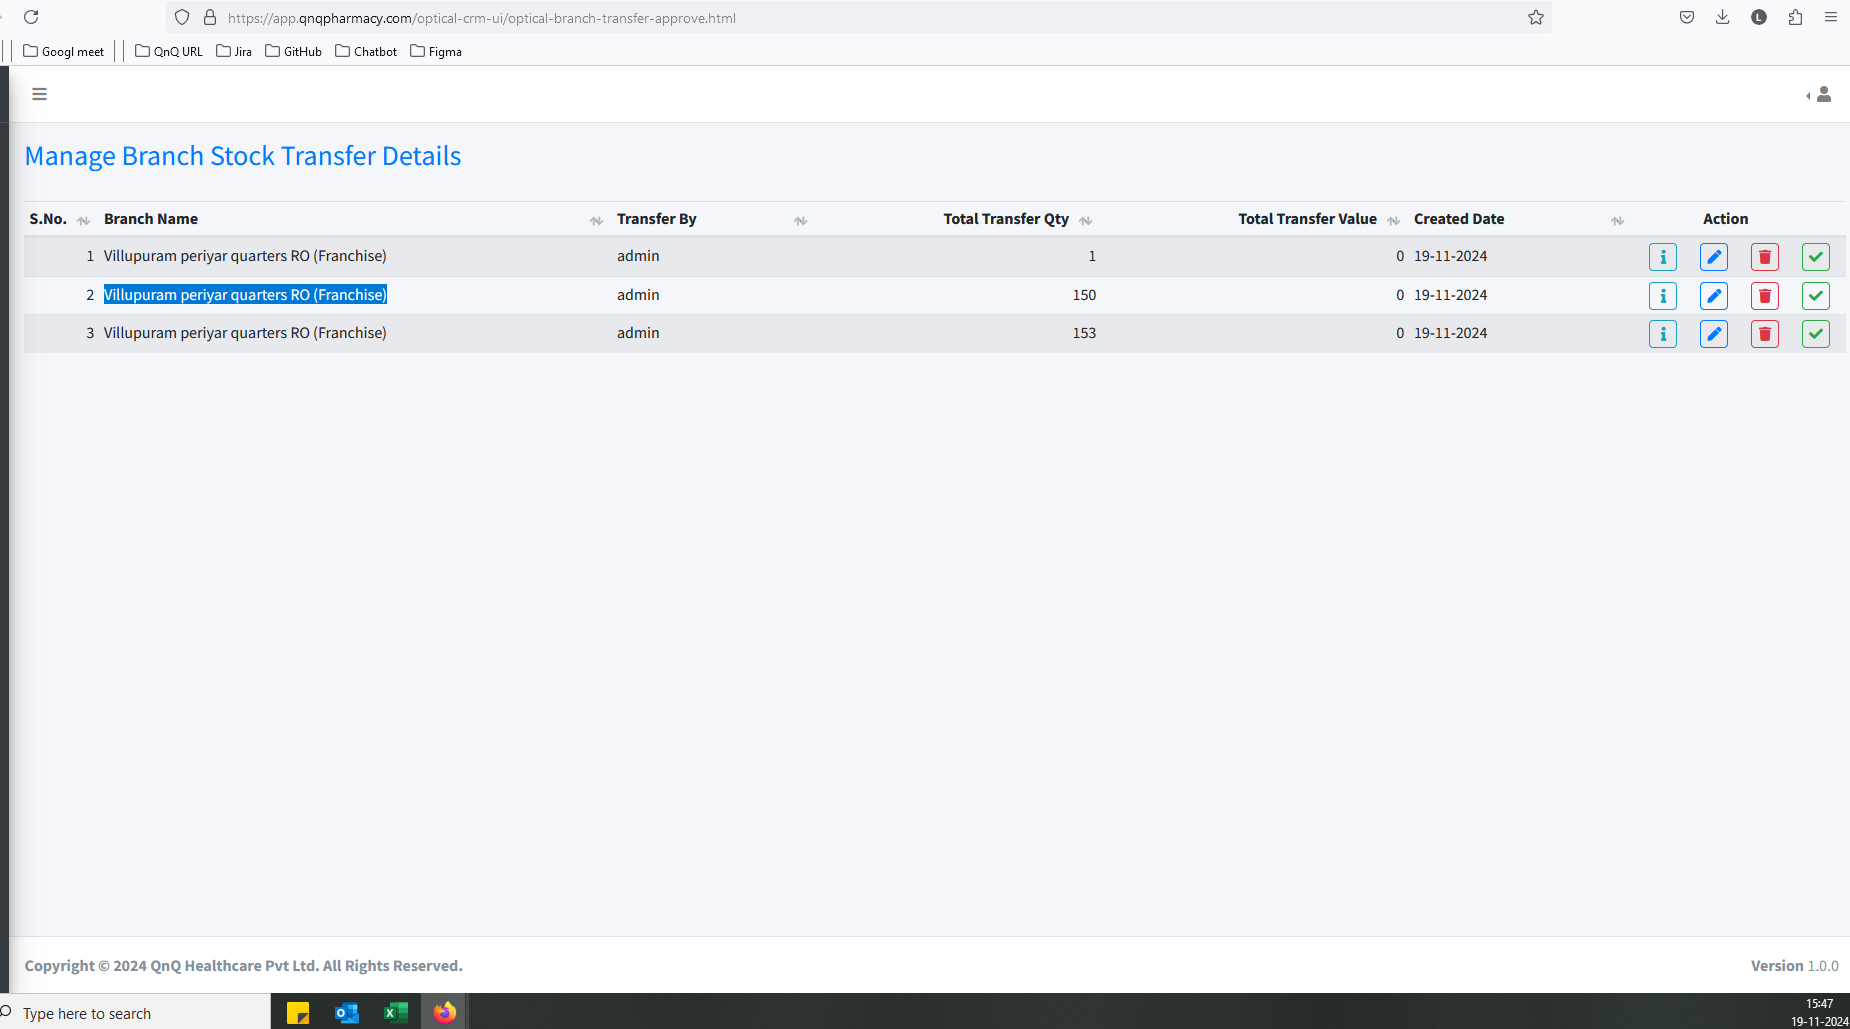 https://app.qnqpharmacy.com/optical-crm-ui/optical-branch-transfer-approve.html
L
Googl meet QnQ URL Jira GitHub Chatbot Figma
Manage Branch Stock Transfer Details
S.No. Branch Name Transfer By Total Transfer Qty Total Transfer Value Created Date Action
1 Villupuram periyar quarters RO (Franchise) admin 1 0 19-11-2024
2 Villupuram periyar quarters RO (Franchise) admin 150 0 19-11-2024
3 Villupuram periyar quarters RO (Franchise) admin 153 0 19-11-2024
Copyright © 2024 QnQ Healthcare Pvt Ltd. All Rights Reserved. Version 1.0.0
Type here to search
15:47
19-11-2024